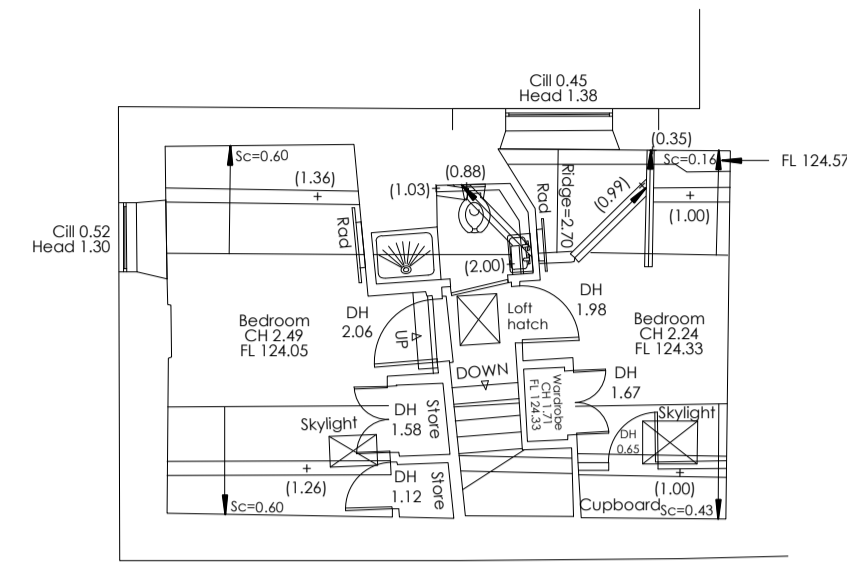 Cill 0.45
Head 1.38
(0.35)
Sc=0.60
Sc=0.16
FL 124.57
(1.36)
(0.88)
(1.03)
Ridge=2.70
(0.99)
(1.00)
Rad
Rad
Cill 0.52
Head 1.30
(2.00)
DH
2.06
UP
Loft
hatch
DH
1.98
Bedroom
CH 2.49
FL 124.05
Bedroom
CH 2.24
FL 124.33
DOWN
Wardrobe
CH 1.71
FL 124.33
DH
1.67
Skylight
DH
1.58
Store
Skylight
DH
0.65
(1.26)
DH
1.12
Store
(1.00)
Sc=0.60
Cupboard
Sc=0.43